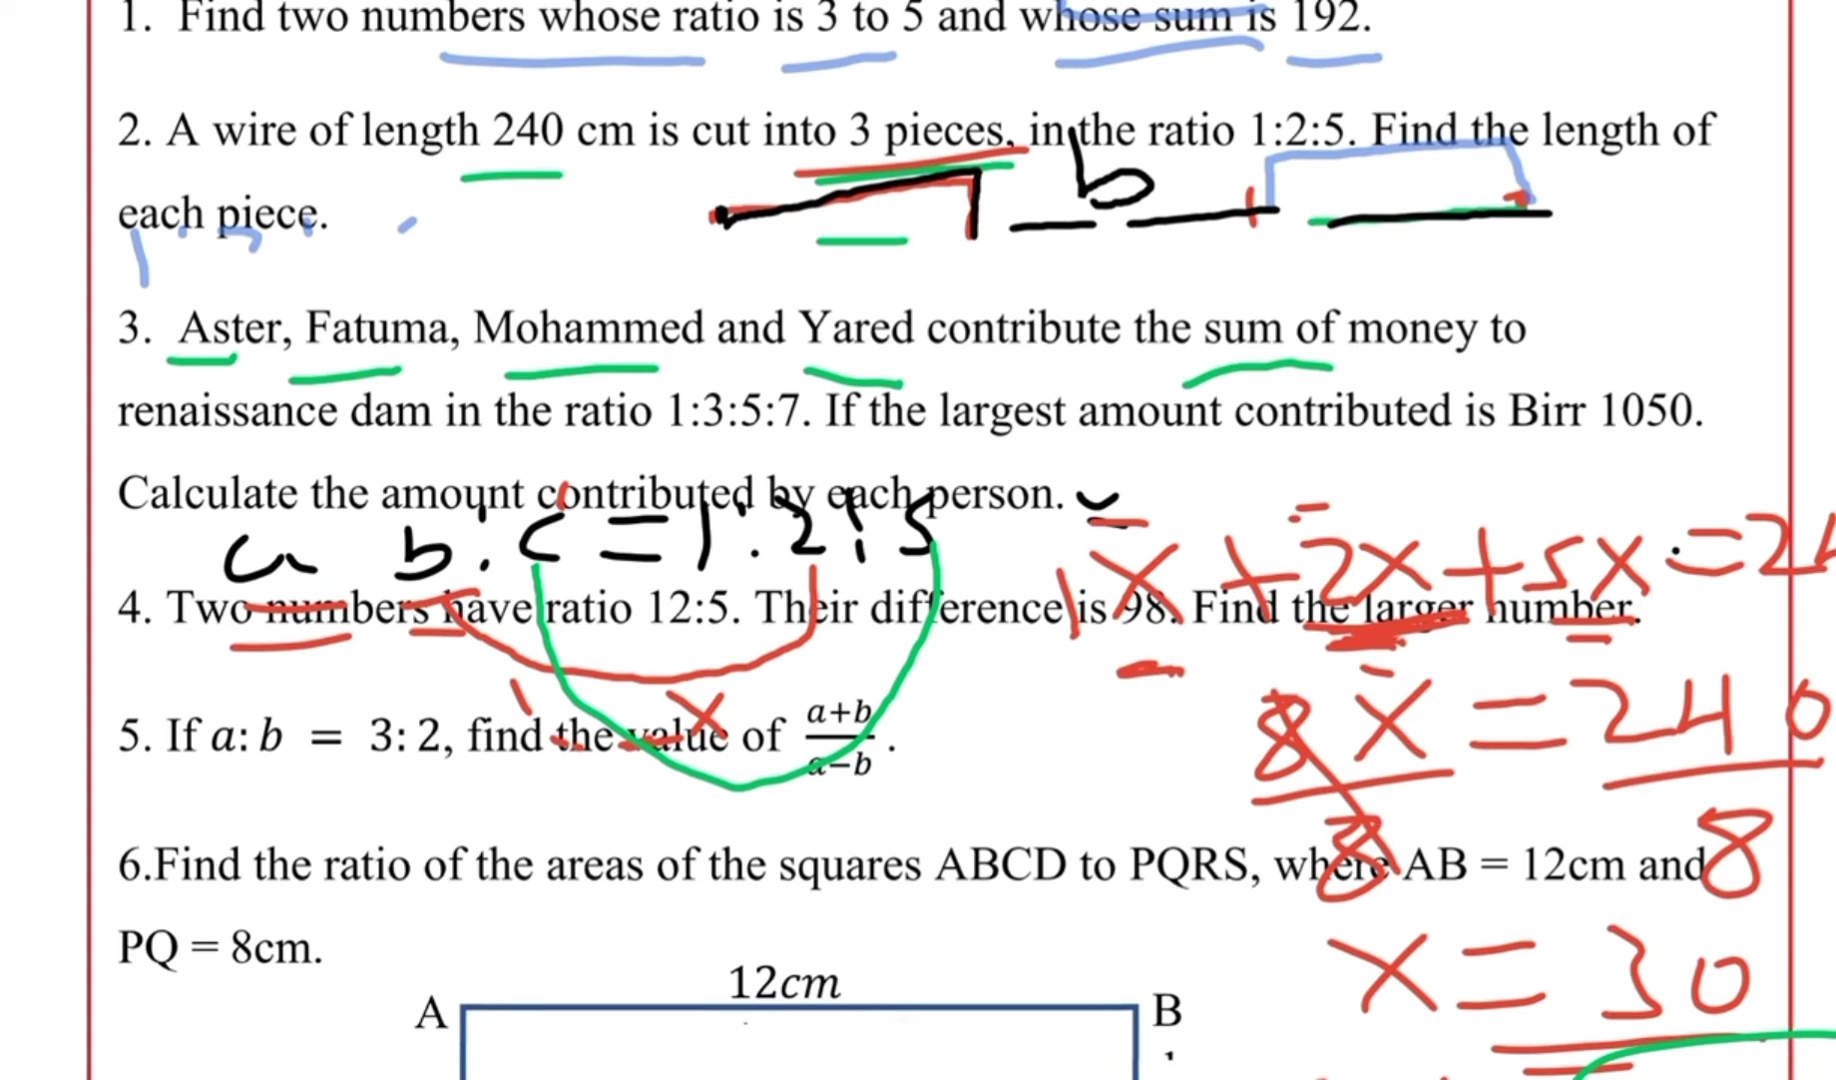 1. Find two numbers whose ratio is 3 to 5 and whose sum is 192.
2. A wire of length 240 cm is cut into 3 pieces, in the ratio 1:2:5. Find the length of
b
each piece.
3. Aster, Fatuma, Mohammed and Yared contribute the sum of money to
renaissance dam in the ratio 1:3:5:7. If the largest amount contributed is Birr 1050.
Calculate the amount contributed by each person.
a b:c=1:2:5
1x+2x+5x=24
4. Two numbers have ratio 12:5. Their difference is 98. Find the larger number.
8x=240
5. If a: b = 3: 2, find the value of a+b
a−b .
x
8 8
6.Find the ratio of the areas of the squares ABCD to PQRS, where AB = 12cm and
PQ = 8cm.
x=30
12cm
A B